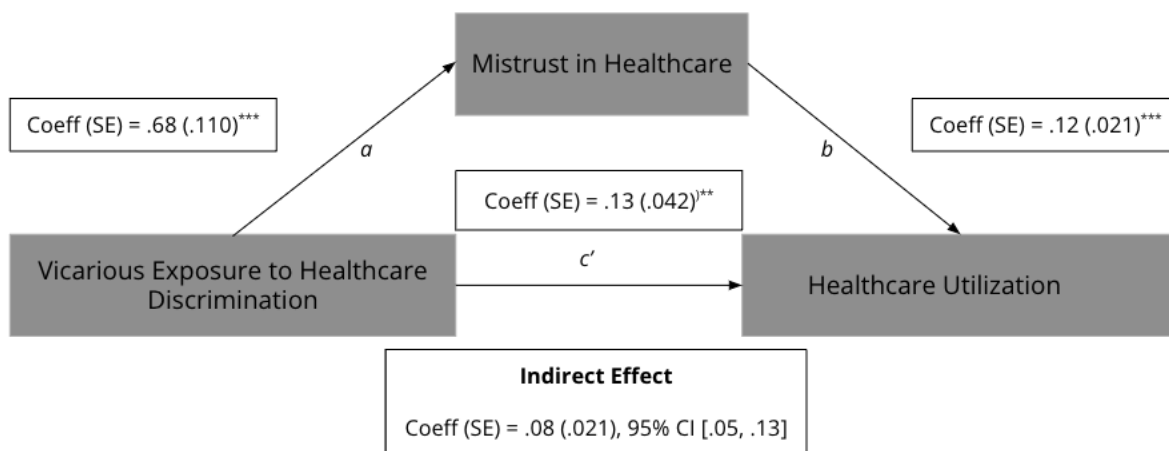 Mistrust in Healthcare
Coeff (SE) = .68 (.110)***
Coeff (SE) = .12 (.021)***
a
b
Coeff (SE) = .13 (.042)⁾**
c’
Vicarious Exposure to Healthcare
Discrimination
Healthcare Utilization
Indirect Effect
Coeff (SE) = .08 (.021), 95% CI [.05, .13]